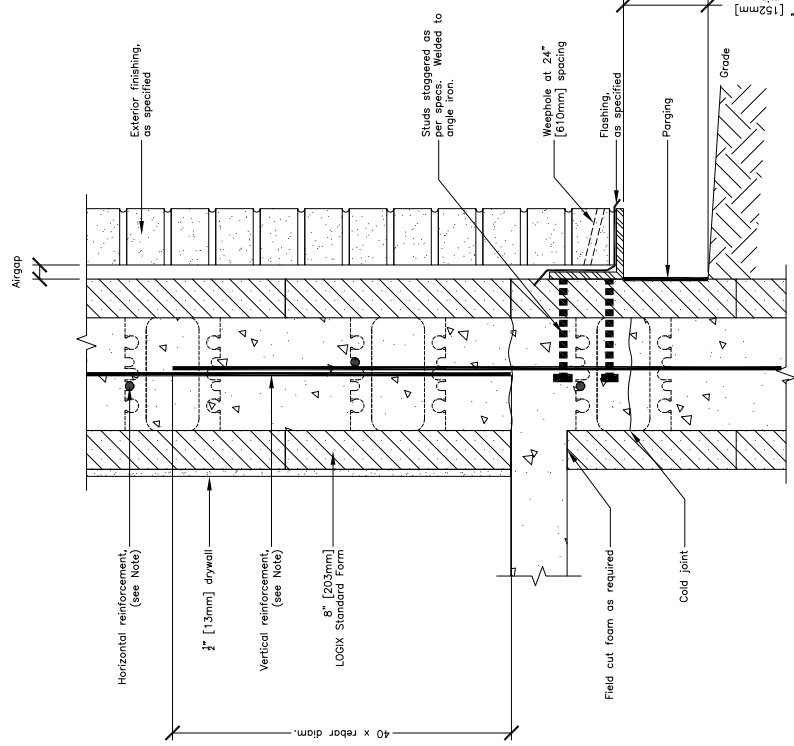 Airgap
Exterior finishing,
as specified
Studs staggered as
per specs. Welded to
angle iron.
Weephole at 24"
[610mm] spacing
Flashing,
as specified
Parging
Grade
" [152mm]
Horizontal reinforcement,
(see Note)
½" [13mm] drywall
Vertical reinforcement,
(see Note)
8" [203mm]
LOGIX Standard Form
Field cut foam as required
Cold joint
40 x rebar diam.